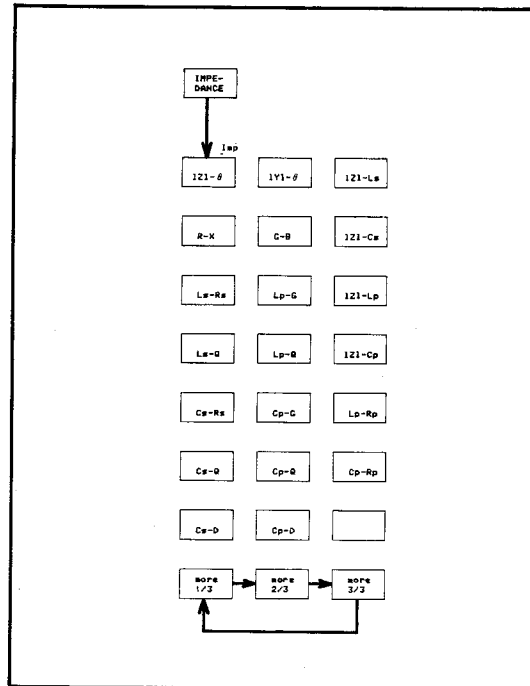 IMPE-
DANCE
Imp
|Z|-θ |Y|-θ |Z|-Ls
R-X G-B |Z|-Cs
Ls-Rs Lp-G |Z|-Lp
Ls-Q Lp-Q |Z|-Cp
Cs-Rs Cp-G Lp-Rp
Cs-Q Cp-Q Cp-Rp
Cs-D Cp-D
more more more
1/3 2/3 3/3